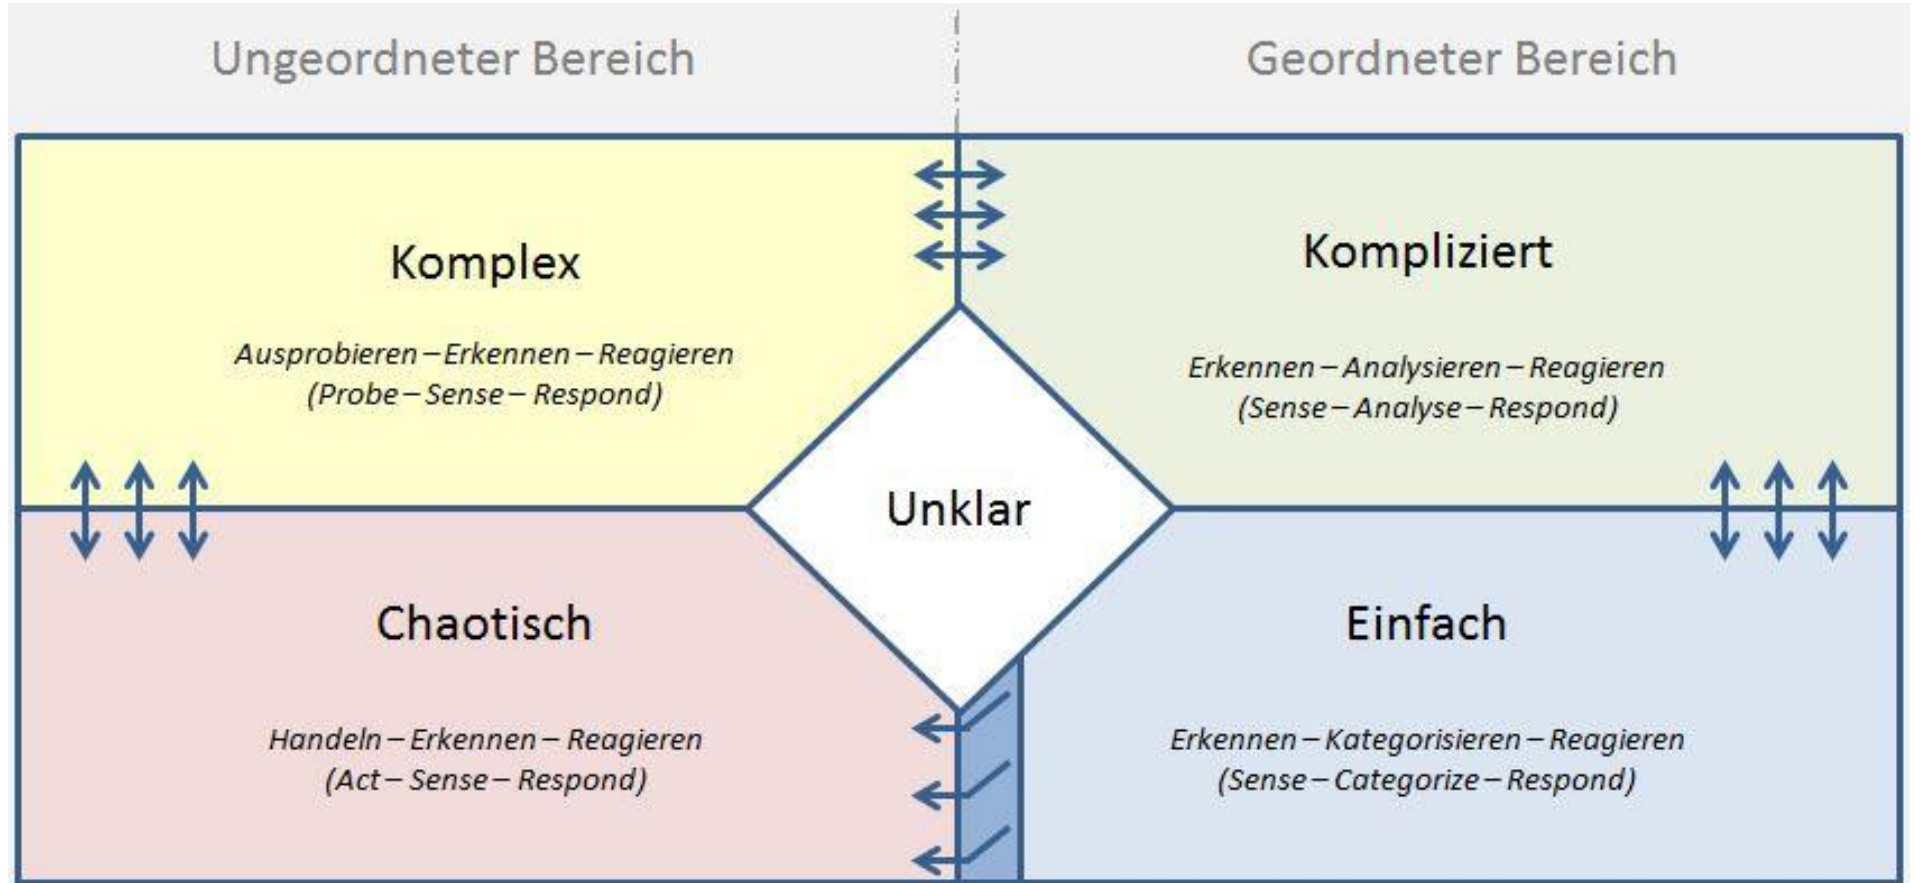 Ungeordneter Bereich
Geordneter Bereich
Komplex
Ausprobieren – Erkennen – Reagieren
(Probe – Sense – Respond)
Kompliziert
Erkennen – Analysieren – Reagieren
(Sense – Analyse – Respond)
Unklar
Chaotisch
Handeln – Erkennen – Reagieren
(Act – Sense – Respond)
Einfach
Erkennen – Kategorisieren – Reagieren
(Sense – Categorize – Respond)